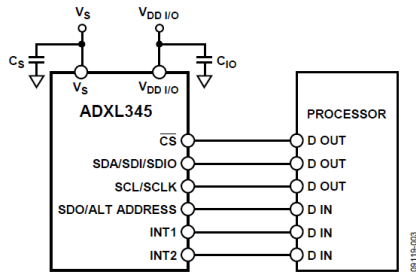 VS VDD I/O
CS CIO
VS VDD I/O
ADXL345
PROCESSOR
CS D OUT
SDA/SDI/SDIO D OUT
SCL/SCLK D OUT
SDO/ALT ADDRESS D IN
INT1 D IN
INT2 D IN
09119-003